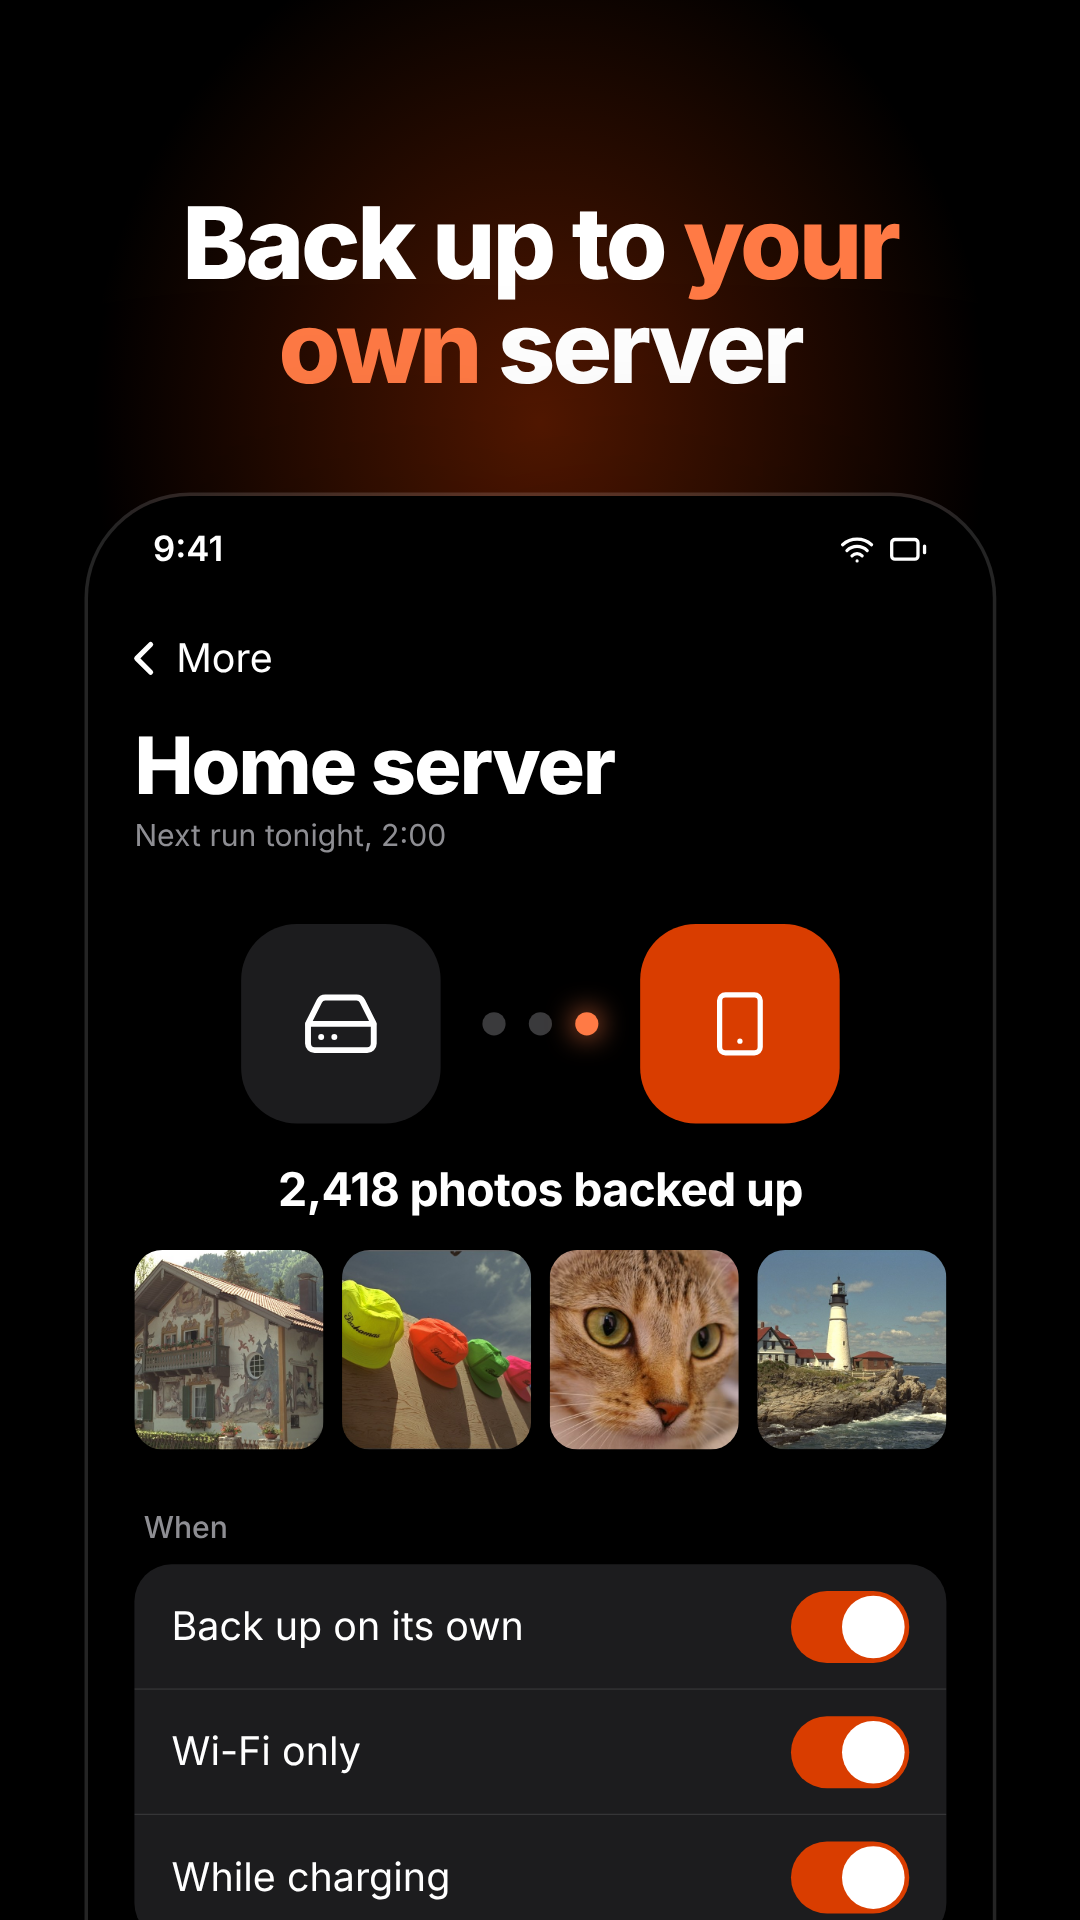 Back up to your
own server
9:41
More
Home server
Next run tonight, 2:00
2,418 photos backed up
Bahamas
When
Back up on its own
Wi-Fi only
While charging